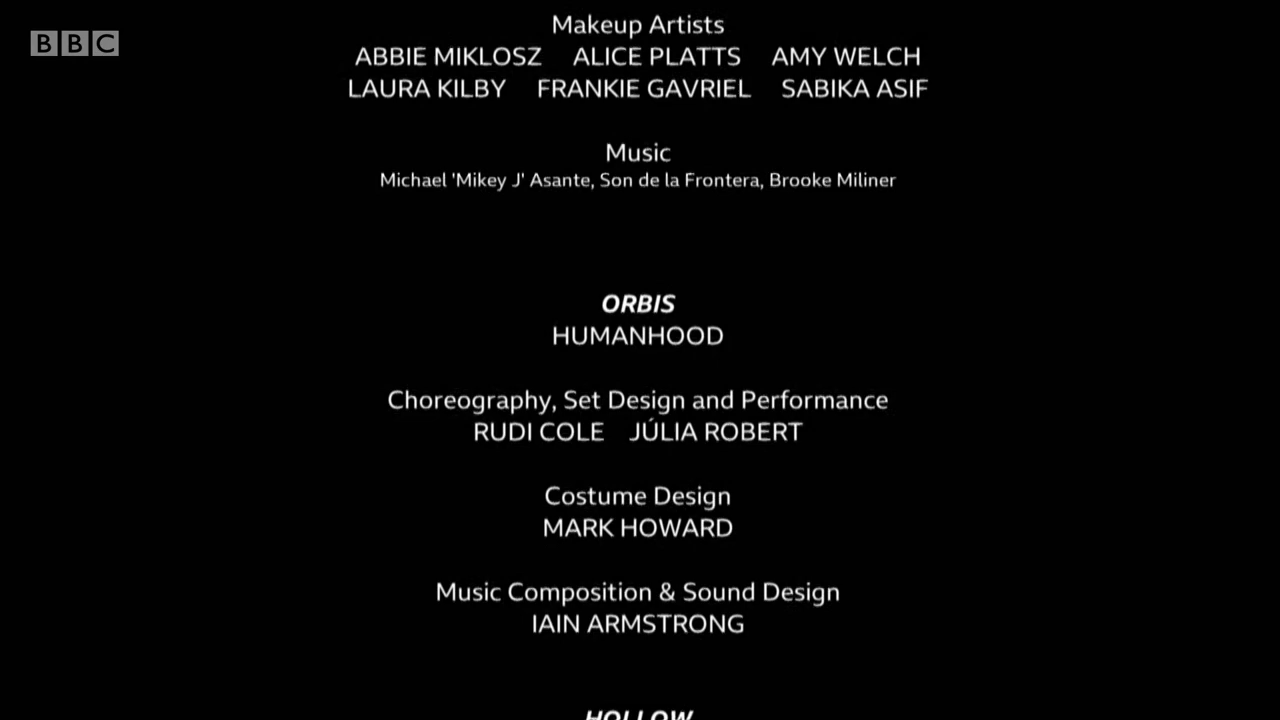 BBC
Makeup Artists
ABBIE MIKLOSZ ALICE PLATTS AMY WELCH
LAURA KILBY FRANKIE GAVRIEL SABIKA ASIF
Music
Michael 'Mikey J' Asante, Son de la Frontera, Brooke Miliner
ORBIS
HUMANHOOD
Choreography, Set Design and Performance
RUDI COLE JÚLIA ROBERT
Costume Design
MARK HOWARD
Music Composition & Sound Design
IAIN ARMSTRONG
HOLLOW